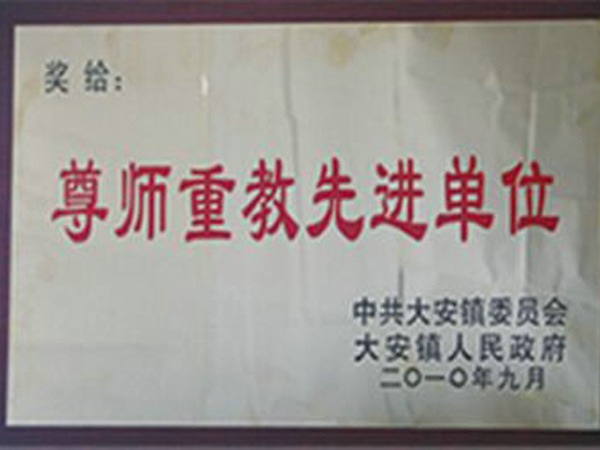 奖给：
尊师重教先进单位
中共大安镇委员会
大安镇人民政府
二〇一〇年九月